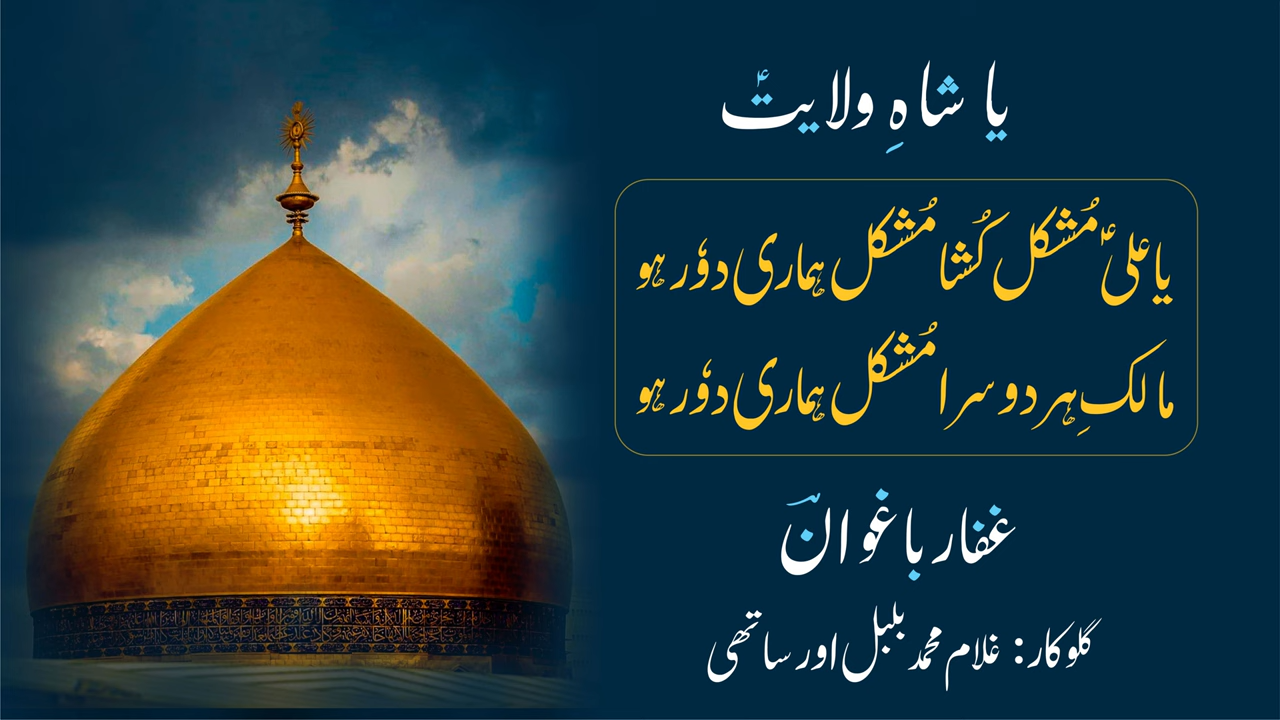 یا شاہِ ولایتؑ
یا علیؑ مُشکل کُشا مُشکل ہماری دوٗر ہو
مالکِ ہر دوسرا مُشکل ہماری دوٗر ہو
غفار باغوانؔ
گلوکار: غلام محمد بلبل اور ساتھی